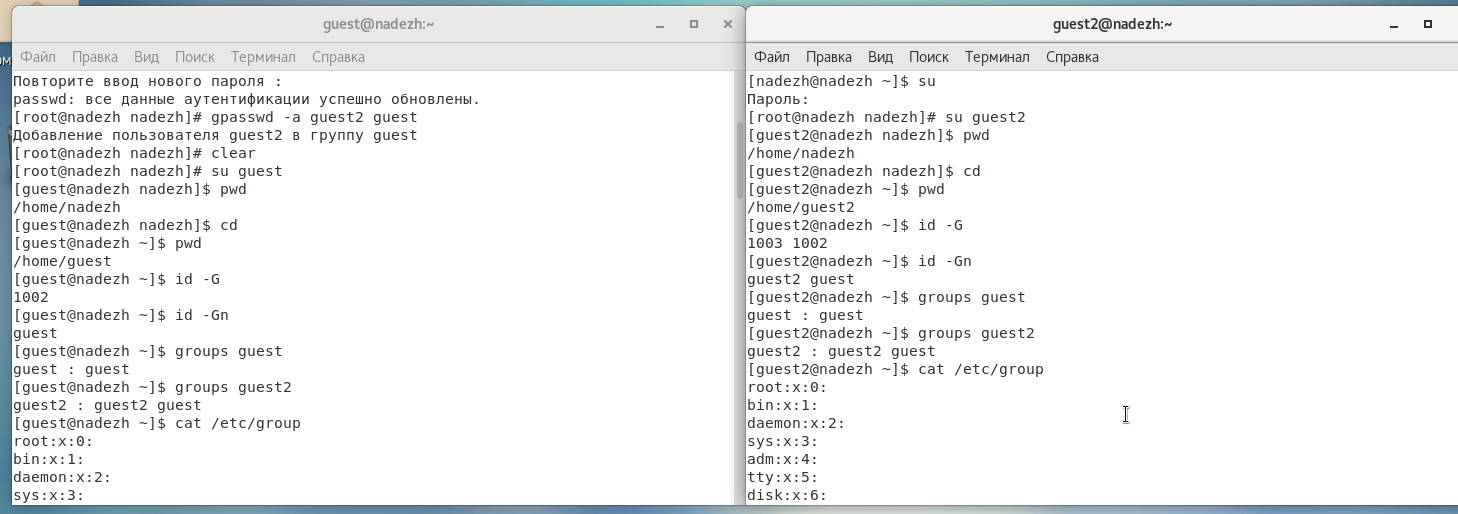 guest@nadezh:~
Файл Правка Вид Поиск Терминал Справка
Повторите ввод нового пароля :
passwd: все данные аутентификации успешно обновлены.
[root@nadezh nadezh]# gpasswd -a guest2 guest
Добавление пользователя guest2 в группу guest
[root@nadezh nadezh]# clear
[root@nadezh nadezh]# su guest
[guest@nadezh nadezh]$ pwd
/home/nadezh
[guest@nadezh nadezh]$ cd
[guest@nadezh ~]$ pwd
/home/guest
[guest@nadezh ~]$ id -G
1002
[guest@nadezh ~]$ id -Gn
guest
[guest@nadezh ~]$ groups guest
guest : guest
[guest@nadezh ~]$ groups guest2
guest2 : guest2 guest
[guest@nadezh ~]$ cat /etc/group
root:x:0:
bin:x:1:
daemon:x:2:
sys:x:3:
guest2@nadezh:~
Файл Правка Вид Поиск Терминал Справка
[nadezh@nadezh ~]$ su
Пароль:
[root@nadezh nadezh]# su guest2
[guest2@nadezh nadezh]$ pwd
/home/nadezh
[guest2@nadezh nadezh]$ cd
[guest2@nadezh ~]$ pwd
/home/guest2
[guest2@nadezh ~]$ id -G
1003 1002
[guest2@nadezh ~]$ id -Gn
guest2 guest
[guest2@nadezh ~]$ groups guest
guest : guest
[guest2@nadezh ~]$ groups guest2
guest2 : guest2 guest
[guest2@nadezh ~]$ cat /etc/group
root:x:0:
bin:x:1:
daemon:x:2:
sys:x:3:
adm:x:4:
tty:x:5:
disk:x:6: